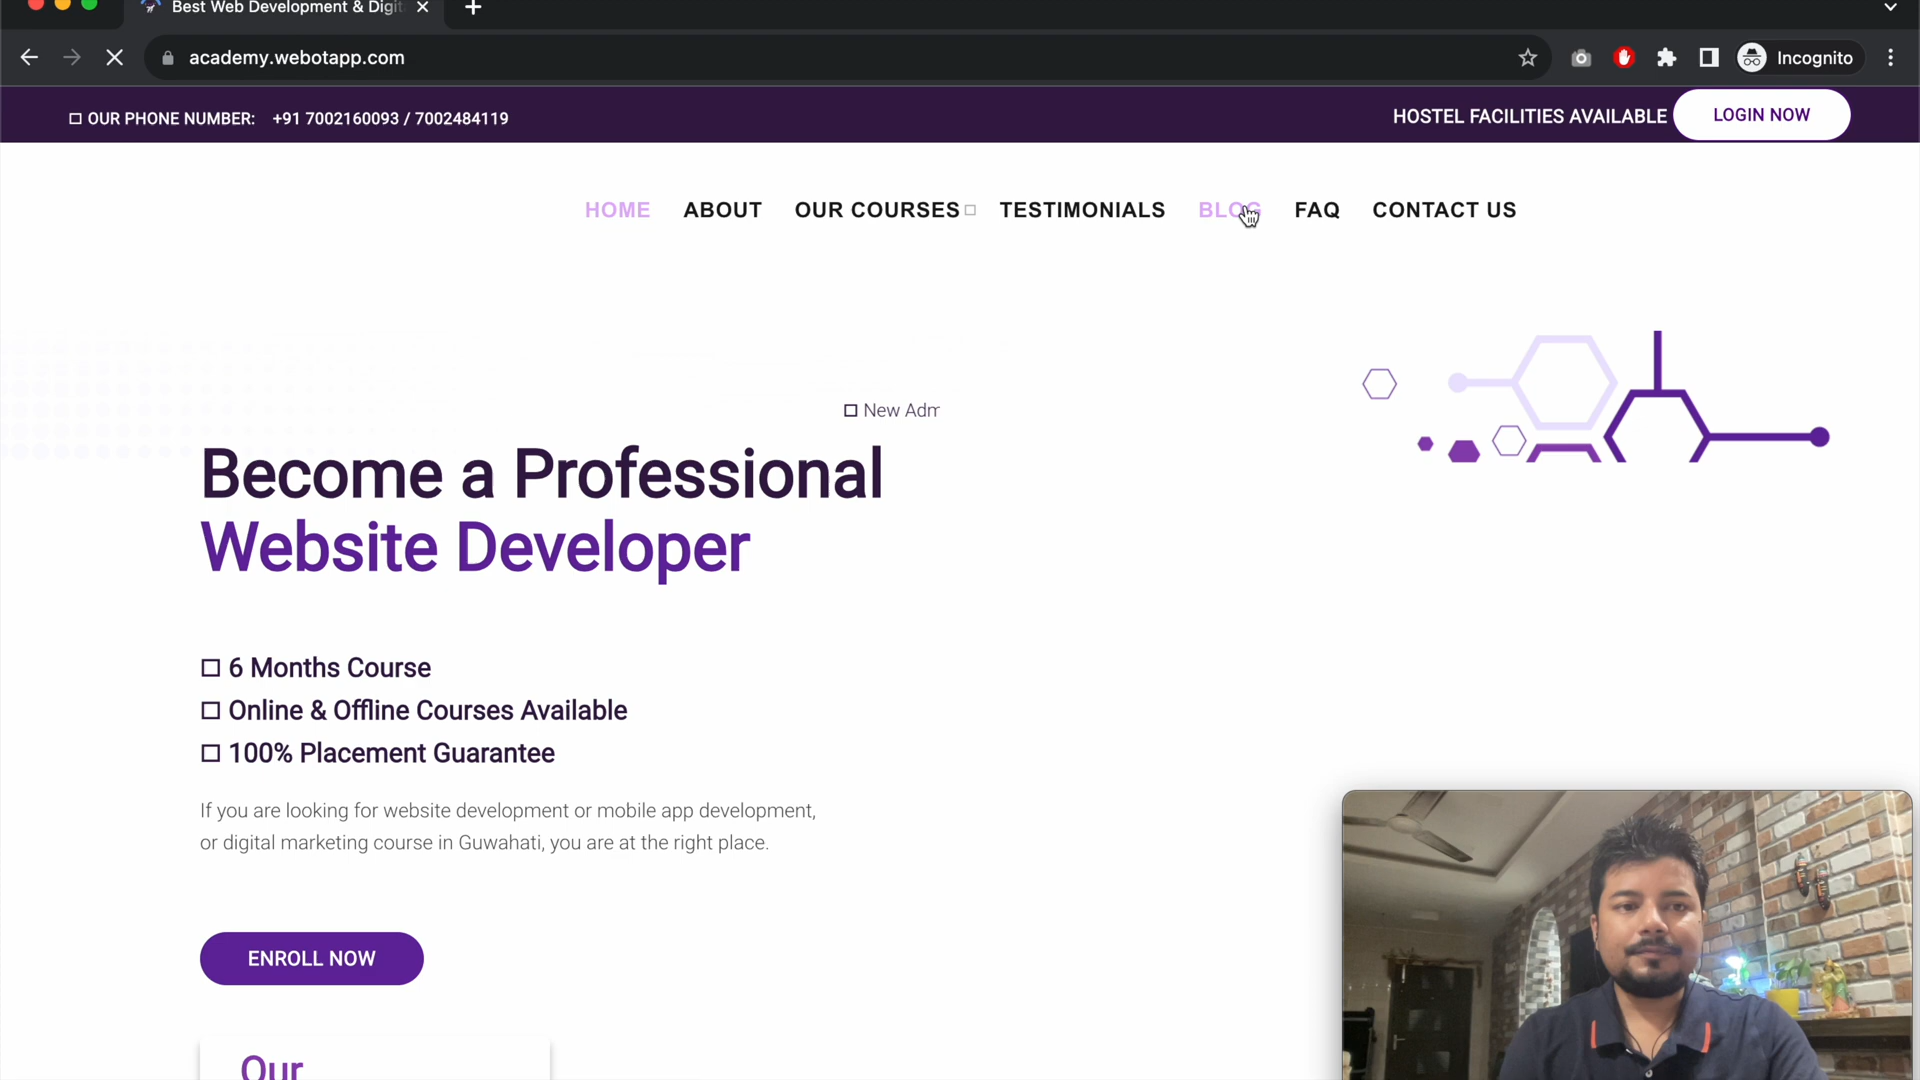 Best Web Development & Digit
academy.webotapp.com
Incognito
OUR PHONE NUMBER: +91 7002160093 / 7002484119
HOSTEL FACILITIES AVAILABLE
LOGIN NOW
HOME ABOUT OUR COURSES TESTIMONIALS BLOG FAQ CONTACT US
New Adm
Become a Professional
Website Developer
6 Months Course
Online & Offline Courses Available
100% Placement Guarantee
If you are looking for website development or mobile app development,
or digital marketing course in Guwahati, you are at the right place.
ENROLL NOW
Our